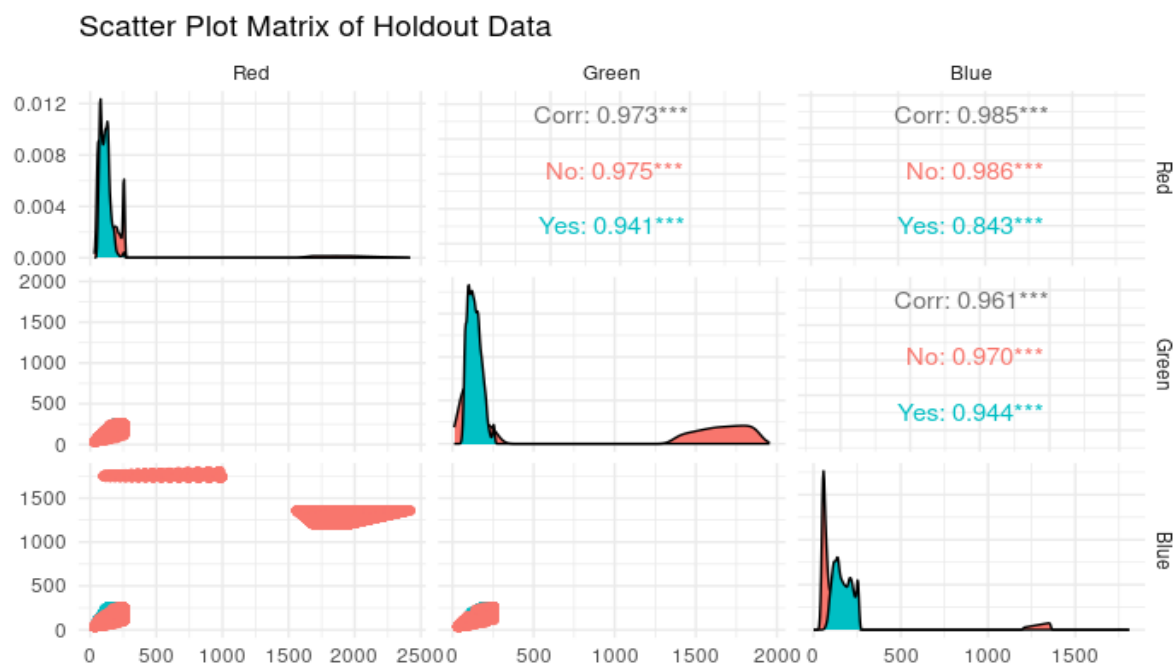 Scatter Plot Matrix of Holdout Data
Red Green Blue
0.012
0.008
0.004
0.000
Corr: 0.973***
No: 0.975***
Yes: 0.941***
Corr: 0.985***
No: 0.986***
Yes: 0.843***
Red
2000
1500
1000
500
0
Corr: 0.961***
No: 0.970***
Yes: 0.944***
Green
1500
1000
500
0
Blue
0 500 1000 1500 2000 2500
0 500 1000 1500 2000
0 500 1000 1500